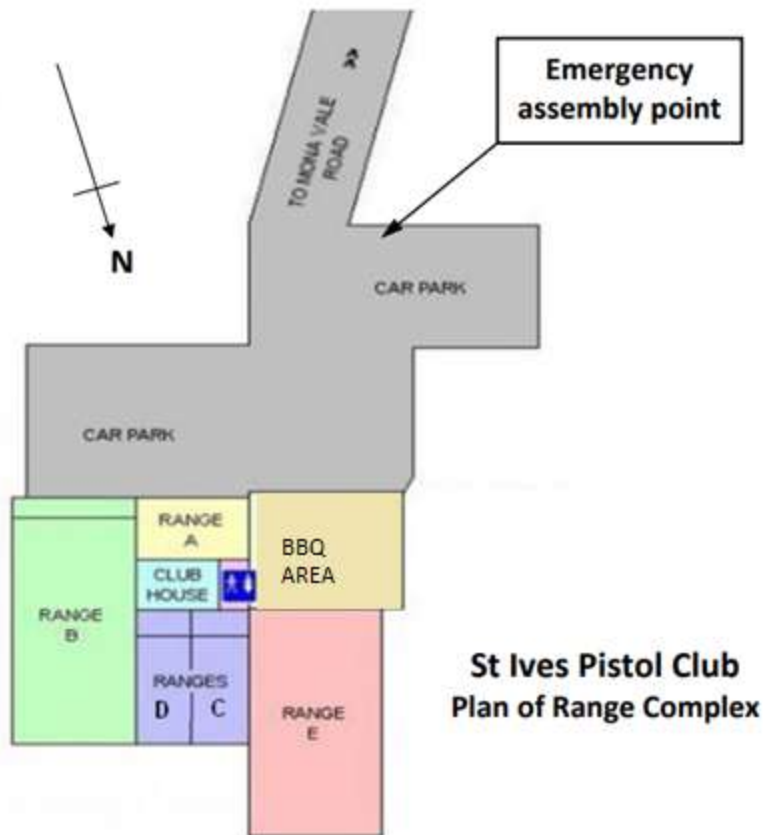 Emergency
assembly point
TO MONA VALE
ROAD
N
CAR PARK
CAR PARK
RANGE
A
BBQ
AREA
CLUB
HOUSE
RANGE
B
RANGES
D C
RANGE
E
St Ives Pistol Club
Plan of Range Complex